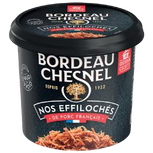 BORDEAU
CHESNEL
DEPUIS 1922
NOS EFFILOCHÉS
DE PORC FRANÇAIS